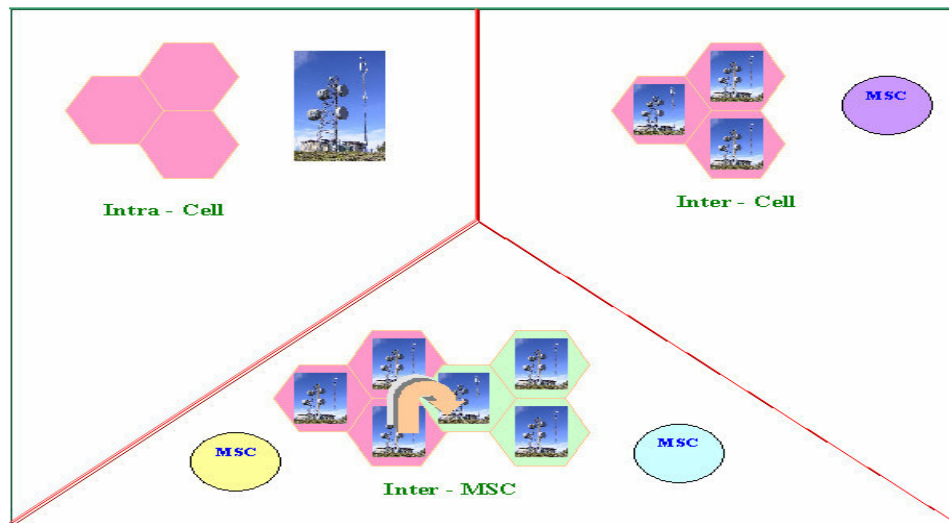 MSC
Intra - Cell
Inter - Cell
MSC
MSC
Inter - MSC